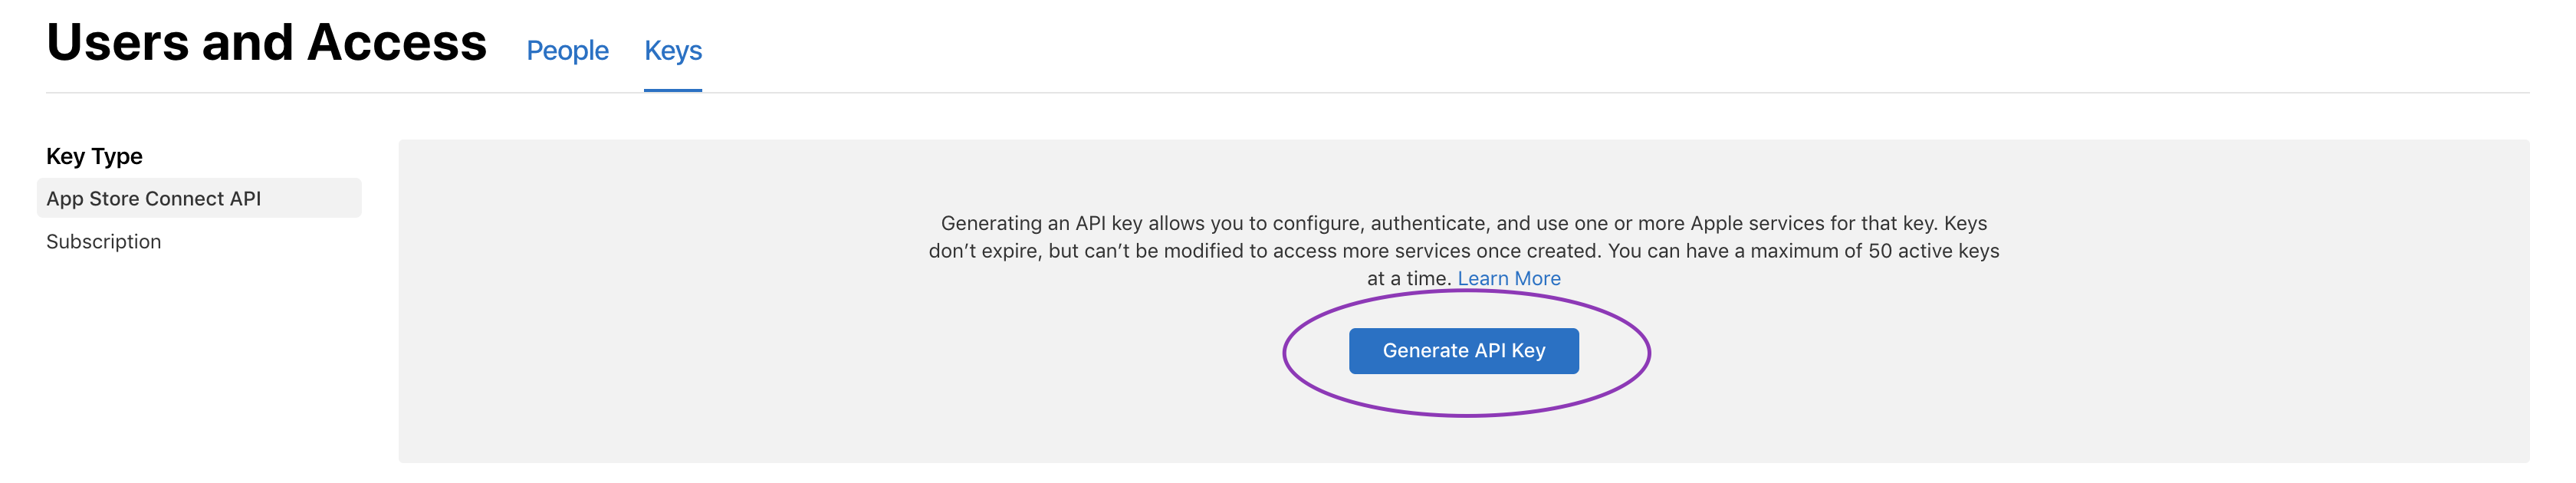 Users and Access People Keys
Key Type
App Store Connect API
Subscription
Generating an API key allows you to configure, authenticate, and use one or more Apple services for that key. Keys
don’t expire, but can’t be modified to access more services once created. You can have a maximum of 50 active keys
at a time. Learn More
Generate API Key